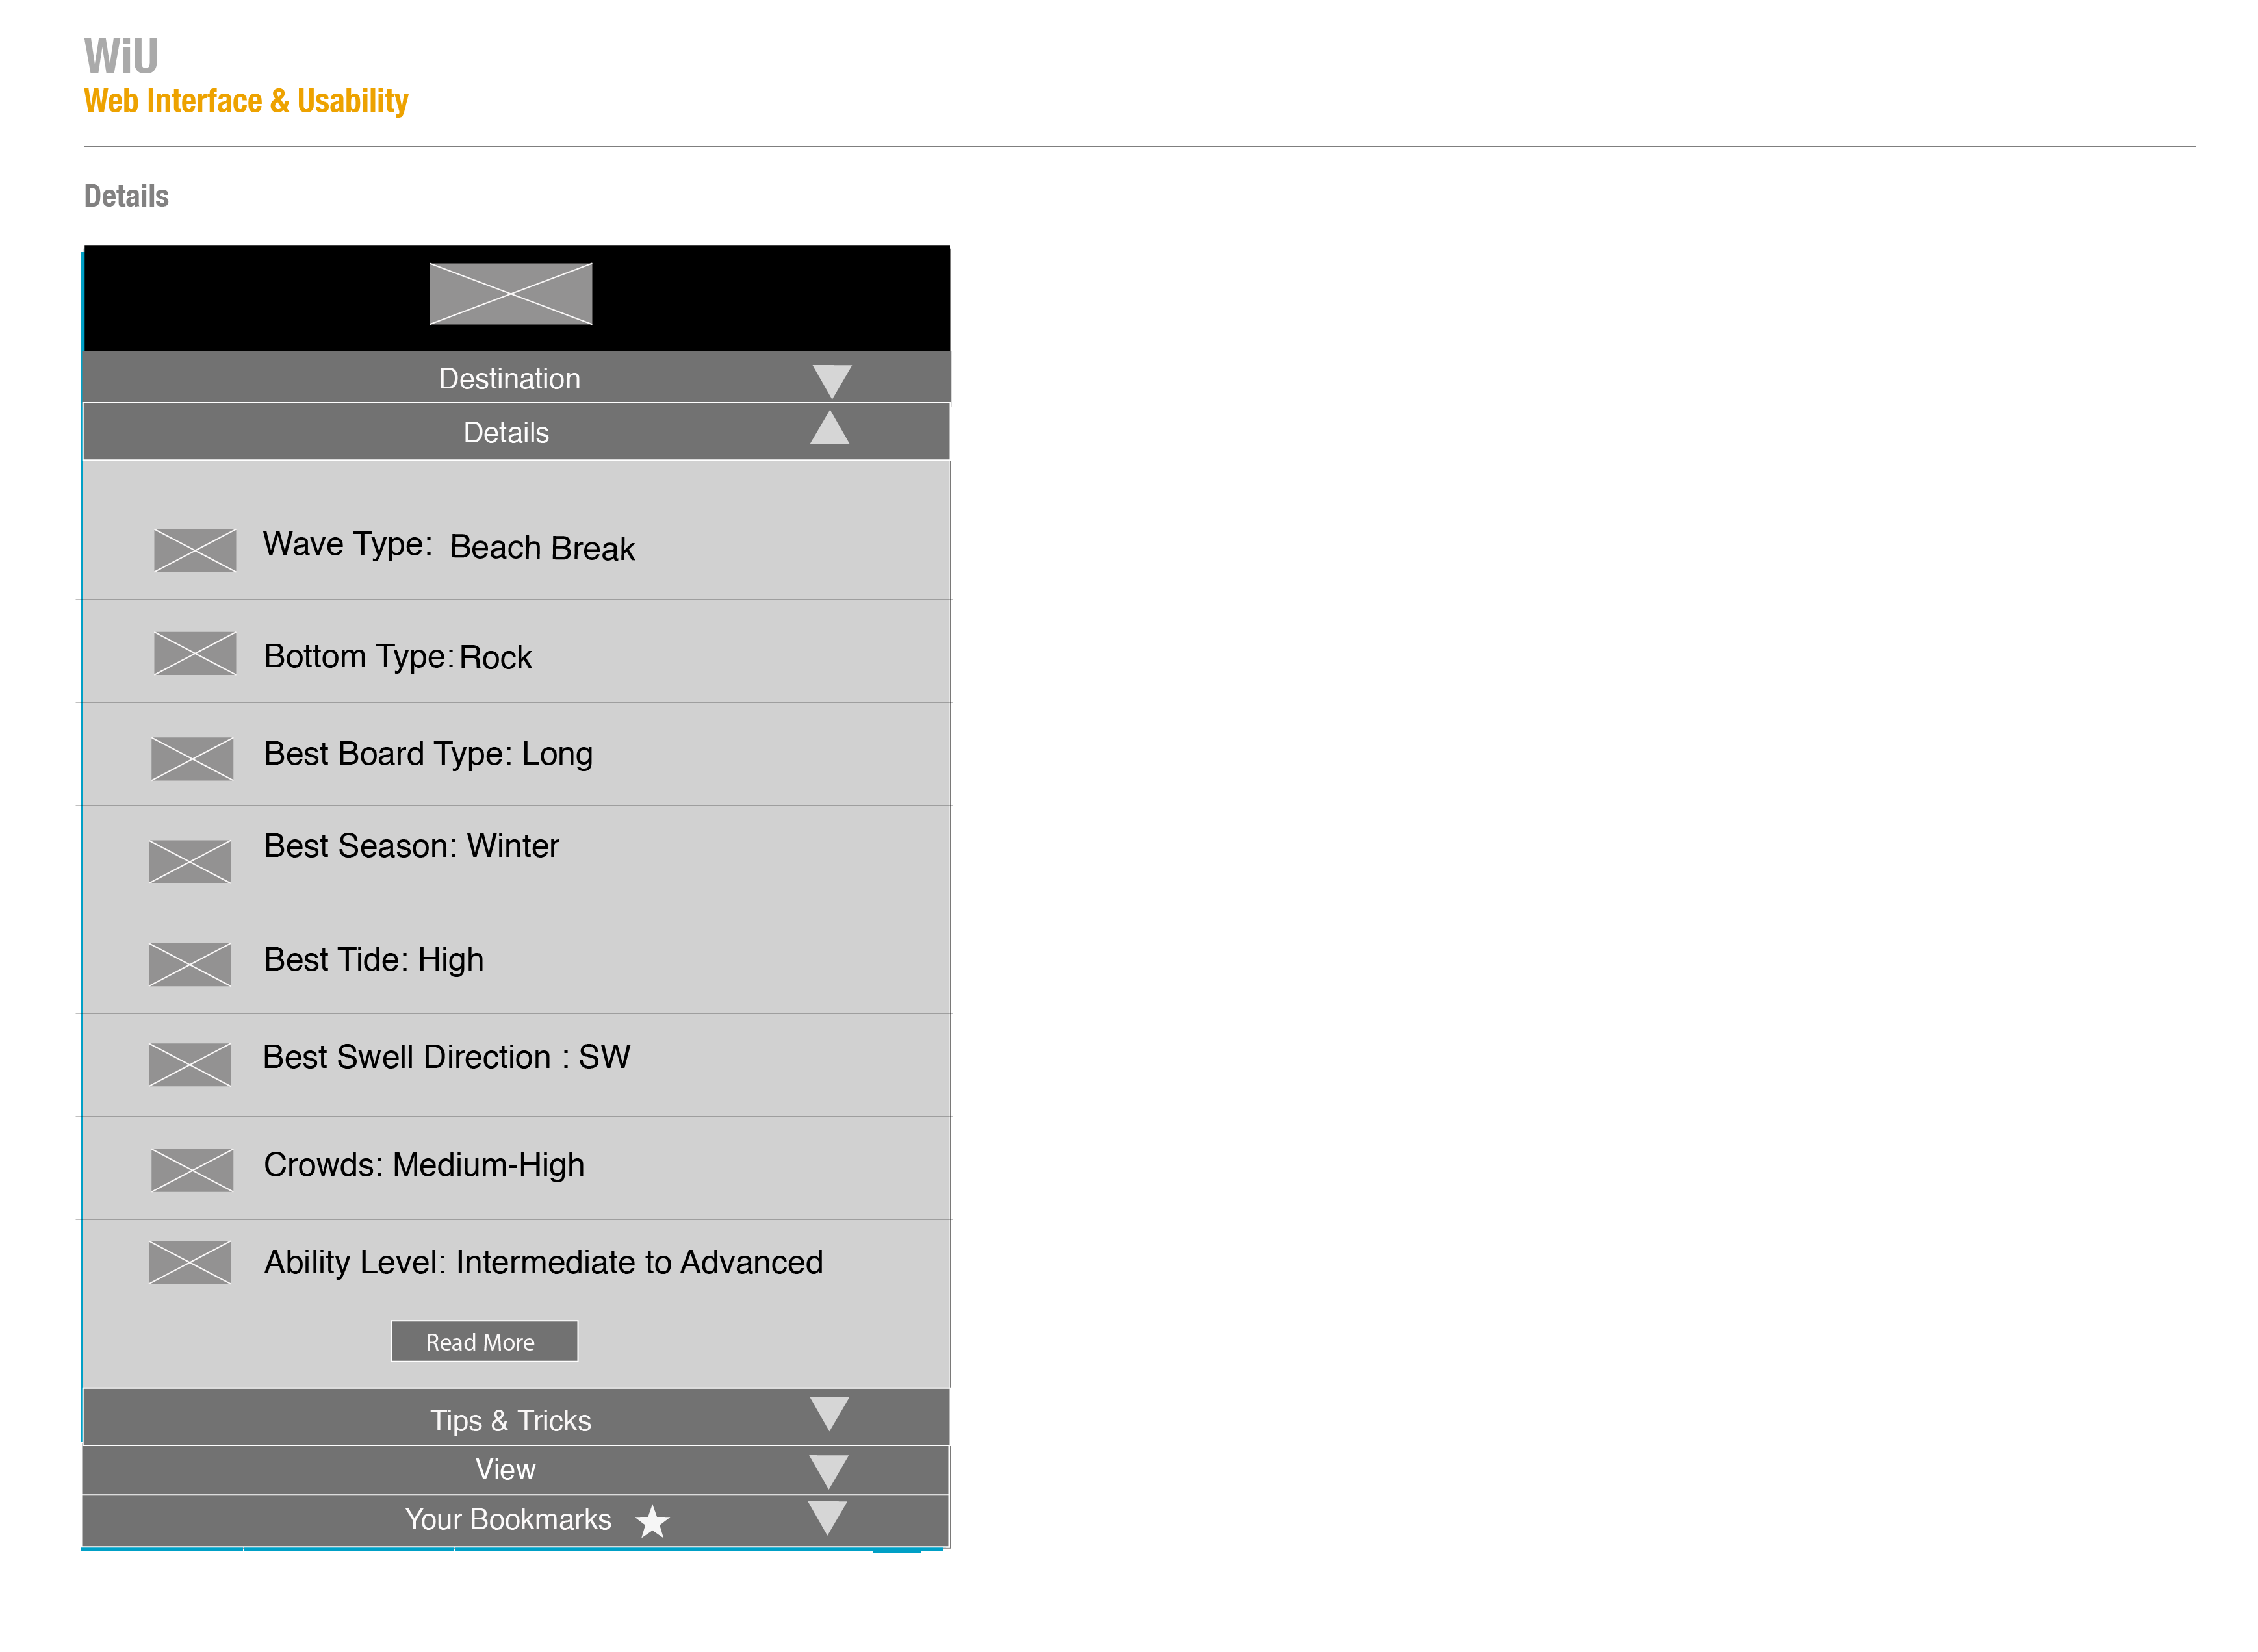 WiU
Web Interface & Usability
Details
Destination
Details
Wave Type: Beach Break
Bottom Type: Rock
Best Board Type: Long
Best Season: Winter
Best Tide: High
Best Swell Direction : SW
Crowds: Medium-High
Ability Level: Intermediate to Advanced
Read More
Tips & Tricks
View
Your Bookmarks